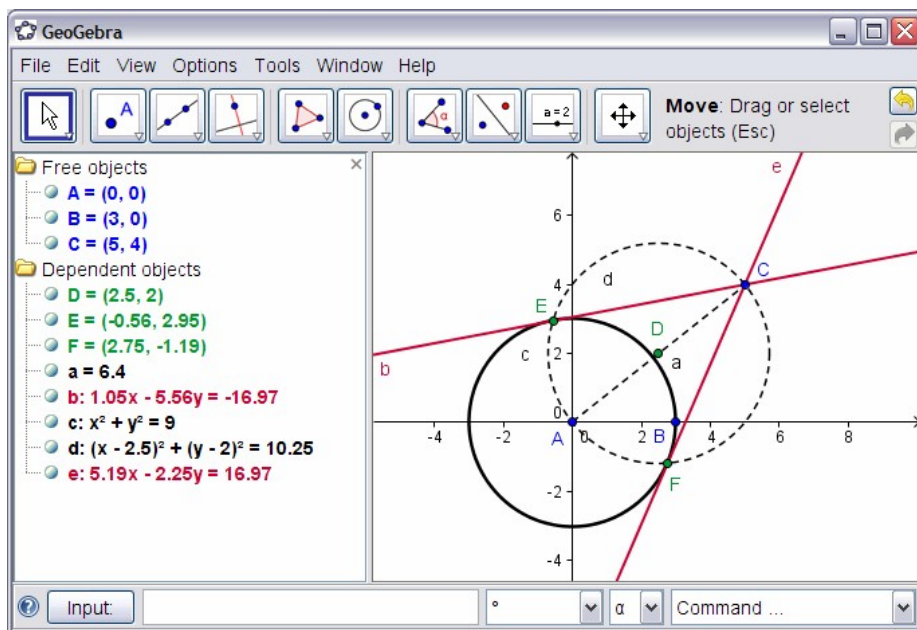 GeoGebra
File Edit View Options Tools Window Help
A
α
a = 2
Move: Drag or select
objects (Esc)
Free objects
A = (0, 0)
B = (3, 0)
C = (5, 4)
Dependent objects
D = (2.5, 2)
E = (-0.56, 2.95)
F = (2.75, -1.19)
a = 6.4
b: 1.05x - 5.56y = -16.97
c: x² + y² = 9
d: (x - 2.5)² + (y - 2)² = 10.25
e: 5.19x - 2.25y = 16.97
e
6
C
4
d
E
D
c
2
a
b
0
A
0
B
-4 -2 2 4 6 8
F
-2
-4
Input:
°
α
Command ...